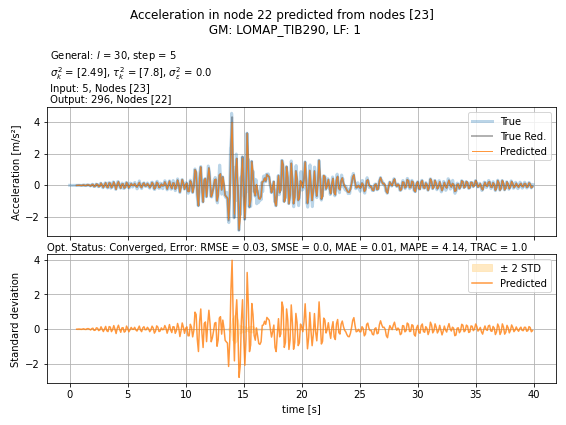 Acceleration in node 22 predicted from nodes [23]
GM: LOMAP_TIB290, LF: 1
General: l = 30, step = 5
σ²ₖ = [2.49], τ²ₖ = [7.8], σ²ε = 0.0
Input: 5, Nodes [23]
Output: 296, Nodes [22]
Acceleration [m/s²]
4
2
0
−2
True
True Red.
Predicted
Opt. Status: Converged, Error: RMSE = 0.03, SMSE = 0.0, MAE = 0.01, MAPE = 4.14, TRAC = 1.0
Standard deviation
4
2
0
−2
± 2 STD
Predicted
0 5 10 15 20 25 30 35 40
time [s]